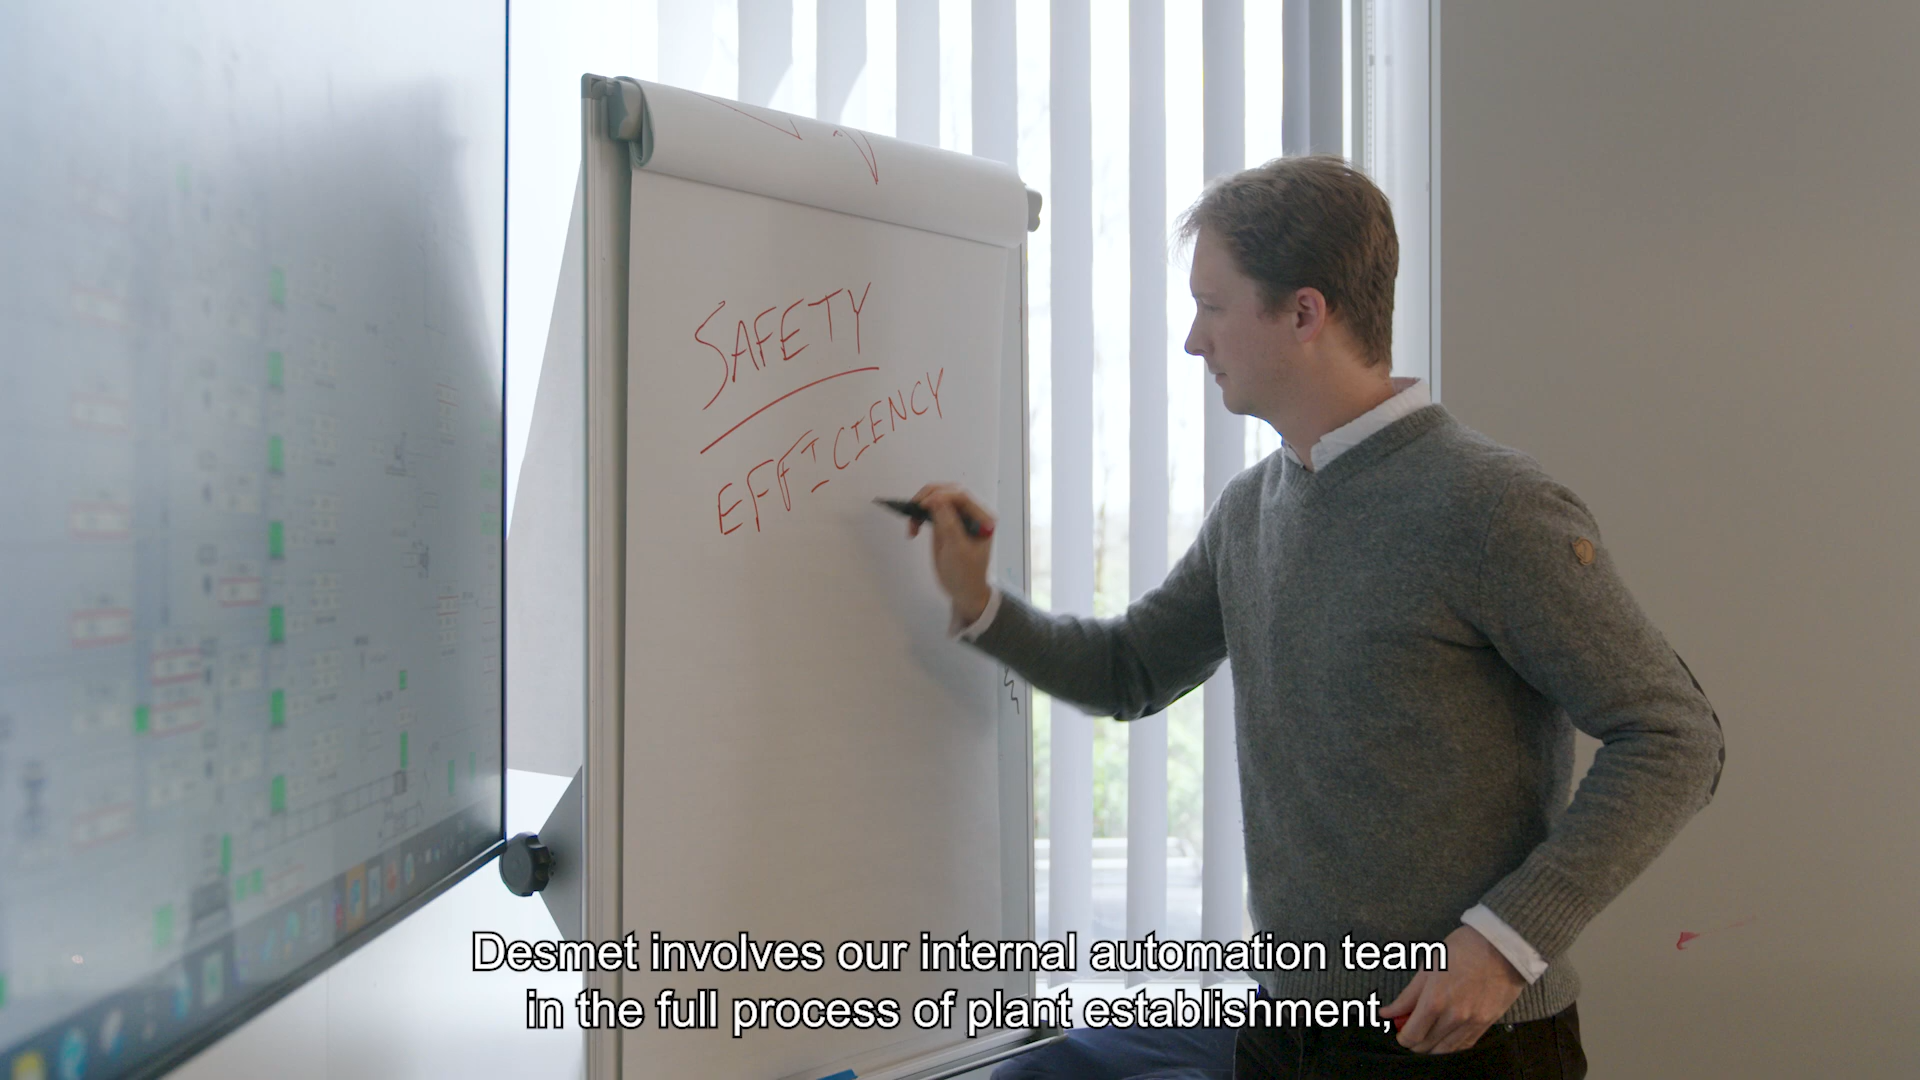 SAFETY
EFFICIENCY
Desmet involves our internal automation team
in the full process of plant establishment,